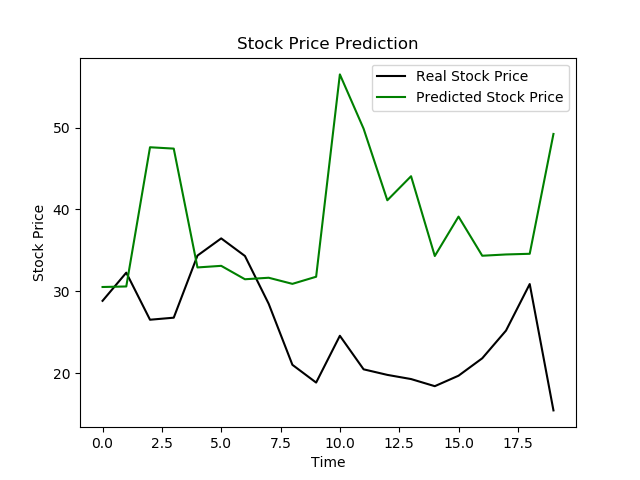 Stock Price Prediction
Real Stock Price
Predicted Stock Price
Stock Price
50
40
30
20
0.0 2.5 5.0 7.5 10.0 12.5 15.0 17.5
Time